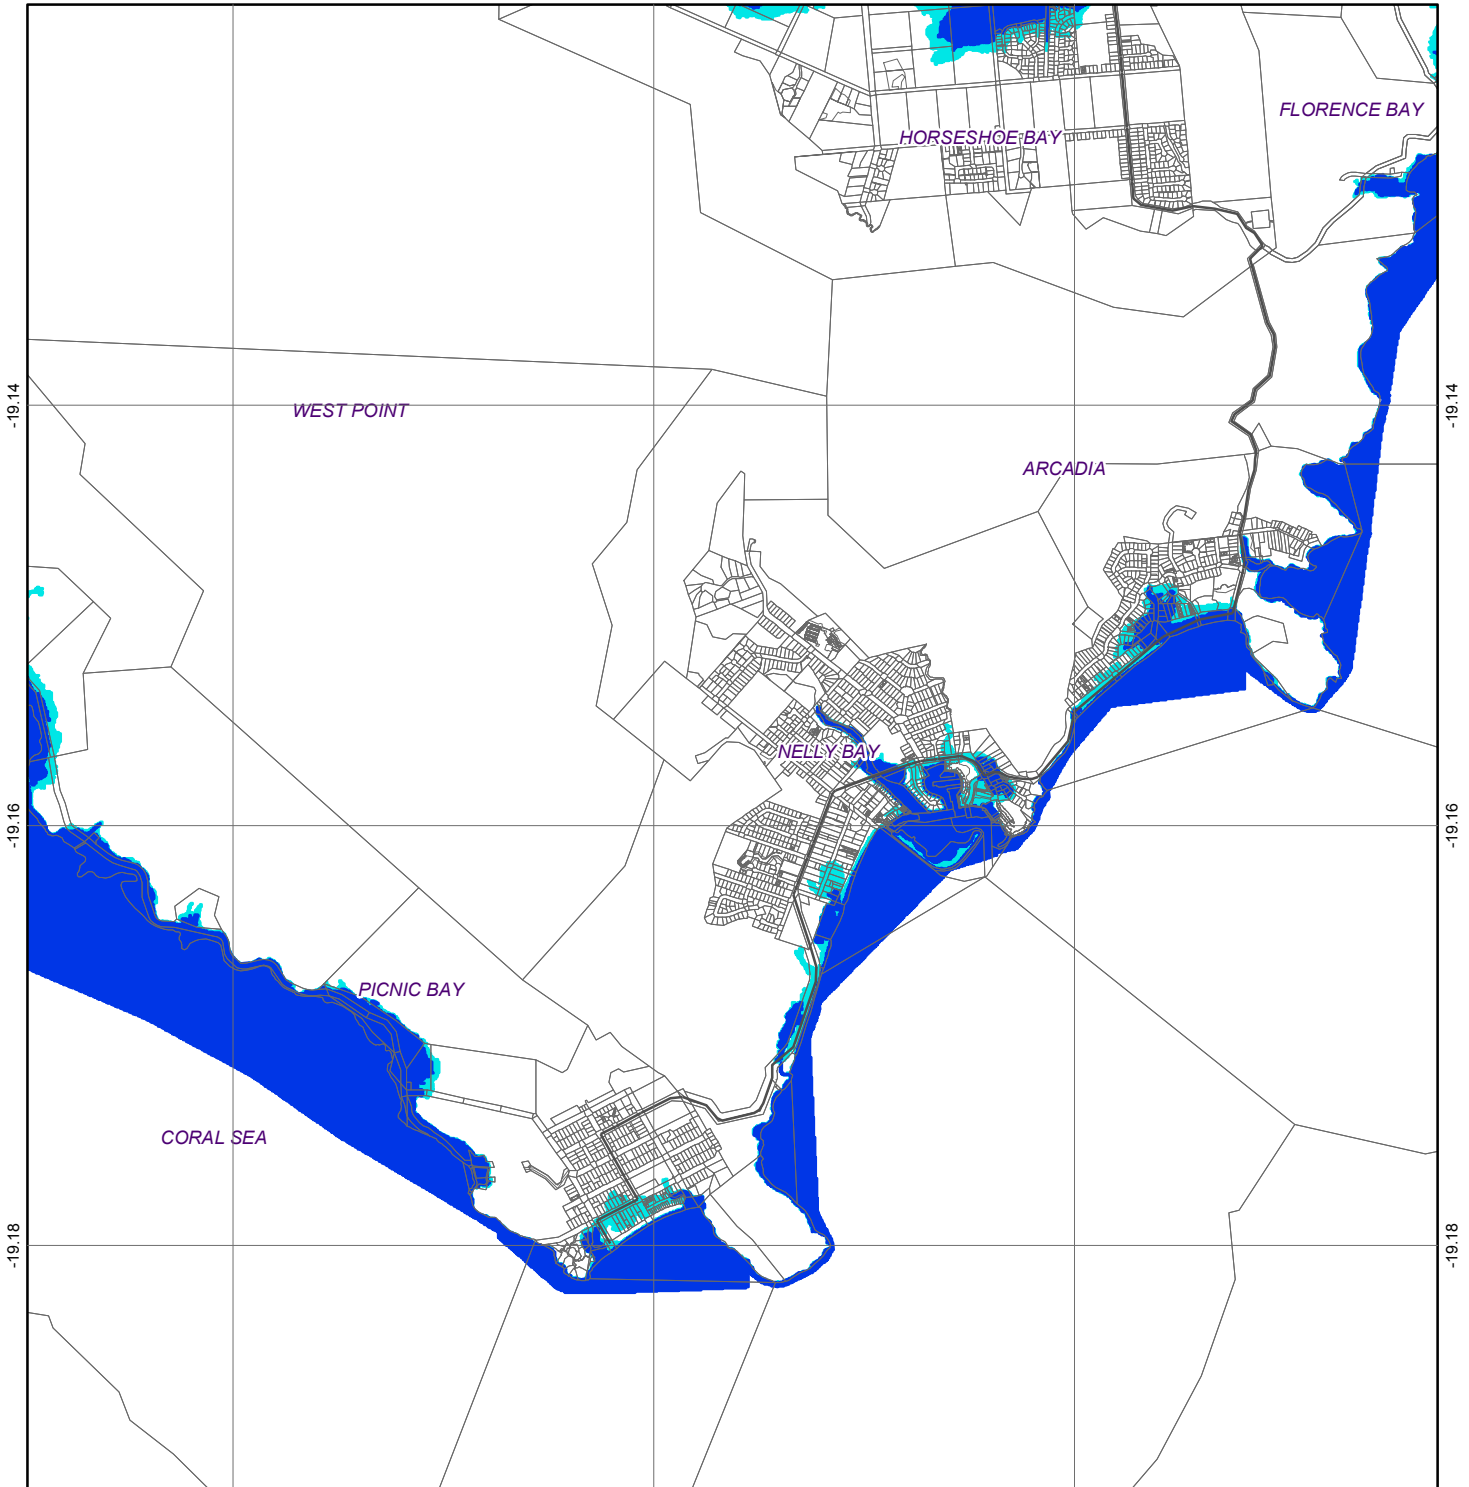 FLORENCE BAY
HORSESHOE BAY
-19.14
-19.14
WEST POINT
ARCADIA
NELLY BAY
-19.16
-19.16
PICNIC BAY
CORAL SEA
-19.18
-19.18